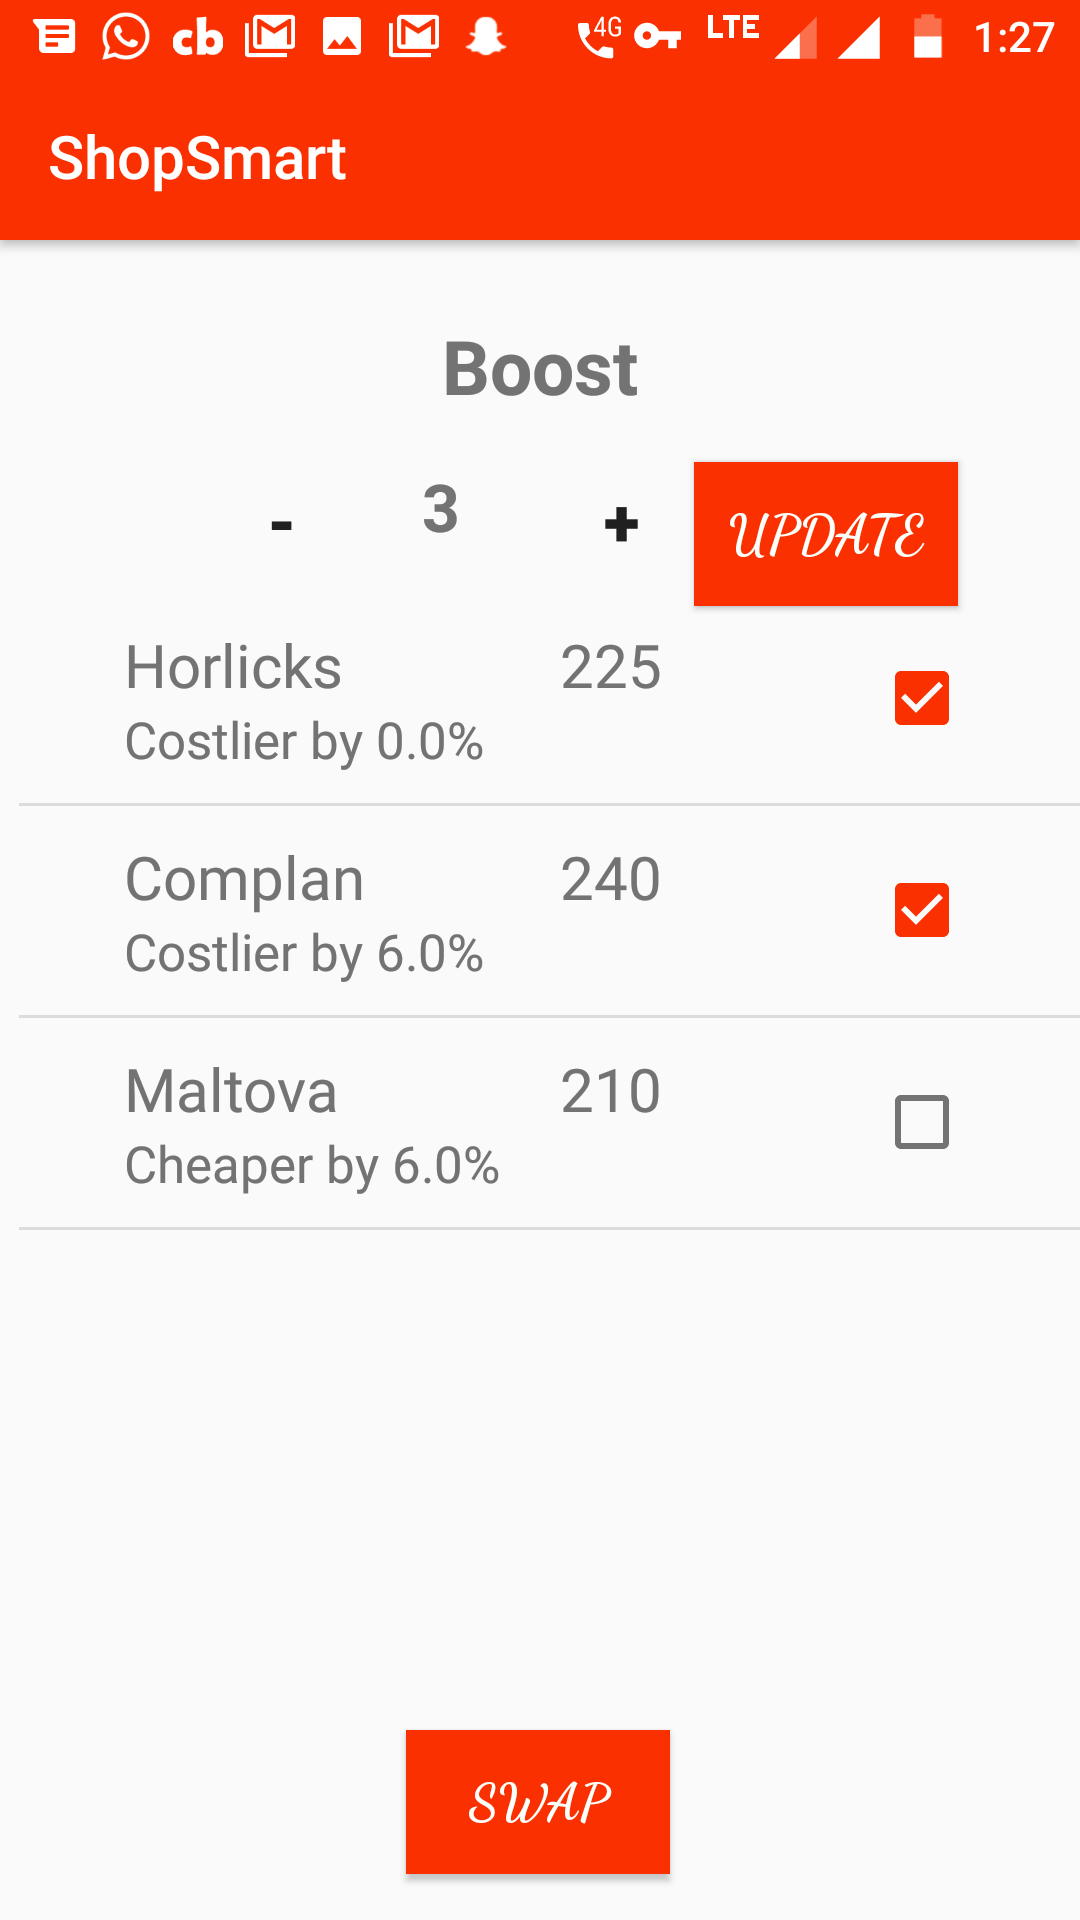 cb 4G LTE 1:27
ShopSmart
Boost
- 3 + UPDATE
Horlicks 225
Costlier by 0.0%
Complan 240
Costlier by 6.0%
Maltova 210
Cheaper by 6.0%
SWAP